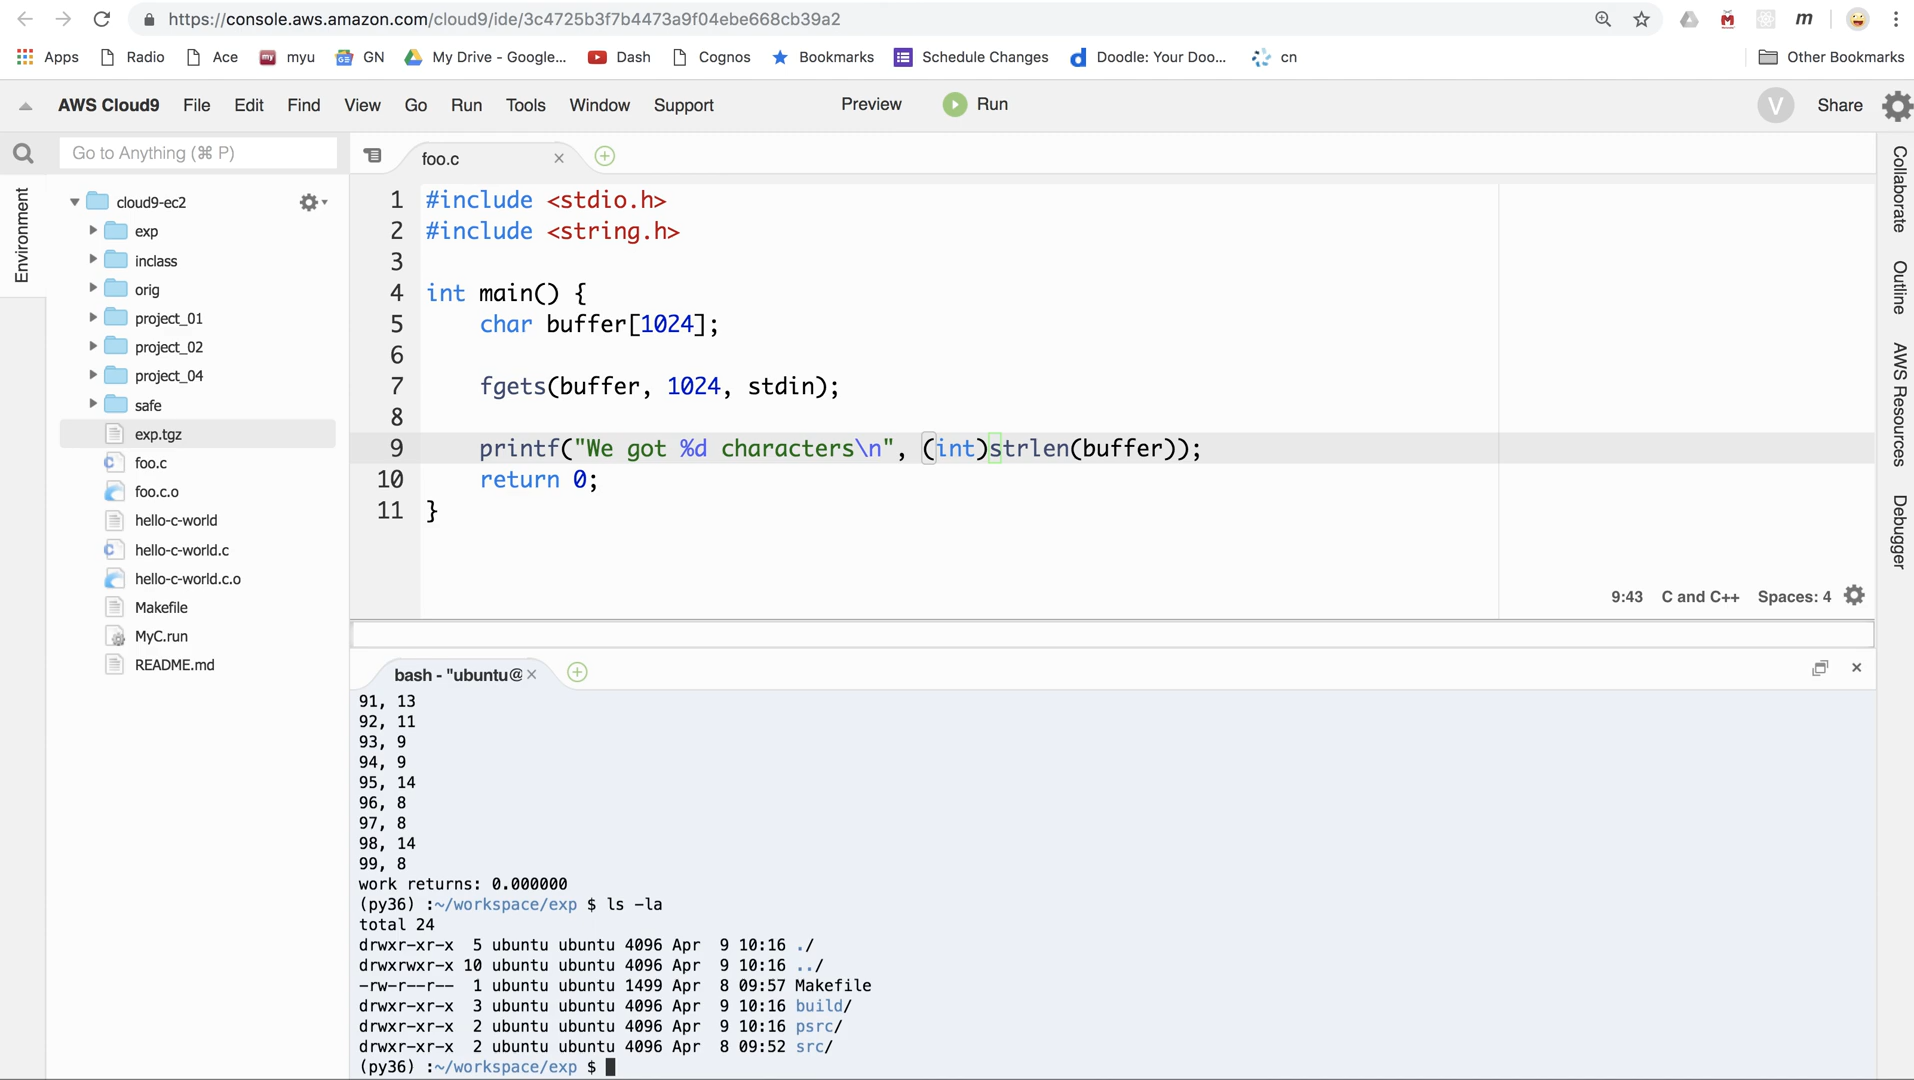 https://console.aws.amazon.com/cloud9/ide/3c4725b3f7b4473a9f04ebe668cb39a2
m
Apps Radio Ace my myu GN My Drive - Google... Dash Cognos Bookmarks Schedule Changes Doodle: Your Doo... cn Other Bookmarks
AWS Cloud9 File Edit Find View Go Run Tools Window Support Preview Run V Share
Go to Anything (⌘ P)
Environment
cloud9-ec2
exp
inclass
orig
project_01
project_02
project_04
safe
exp.tgz
foo.c
foo.c.o
hello-c-world
hello-c-world.c
hello-c-world.c.o
Makefile
MyC.run
README.md
foo.c
1 #include <stdio.h>
2 #include <string.h>
3
4 int main() {
5     char buffer[1024];
6
7     fgets(buffer, 1024, stdin);
8
9     printf("We got %d characters\n", (int)strlen(buffer));
10     return 0;
11 }
9:43 C and C++ Spaces: 4
Collaborate
Outline
AWS Resources
Debugger
bash - "ubuntu@
91, 13
92, 11
93, 9
94, 9
95, 14
96, 8
97, 8
98, 14
99, 8
work returns: 0.000000
(py36) :~/workspace/exp $ ls -la
total 24
drwxr-xr-x  5 ubuntu ubuntu 4096 Apr  9 10:16 ./
drwxrwxr-x 10 ubuntu ubuntu 4096 Apr  9 10:16 ../
-rw-r--r--  1 ubuntu ubuntu 1499 Apr  8 09:57 Makefile
drwxr-xr-x  3 ubuntu ubuntu 4096 Apr  9 10:16 build/
drwxr-xr-x  2 ubuntu ubuntu 4096 Apr  9 10:16 psrc/
drwxr-xr-x  2 ubuntu ubuntu 4096 Apr  8 09:52 src/
(py36) :~/workspace/exp $